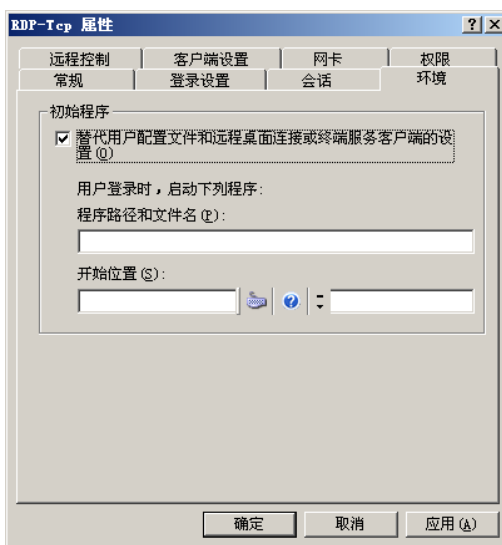 RDP-Tcp 属性
远程控制 客户端设置 网卡 权限
常规 登录设置 会话 环境
初始程序
替代用户配置文件和远程桌面连接或终端服务客户端的设
置(O)
用户登录时，启动下列程序:
程序路径和文件名(P):
开始位置(S):
确定 取消 应用(A)